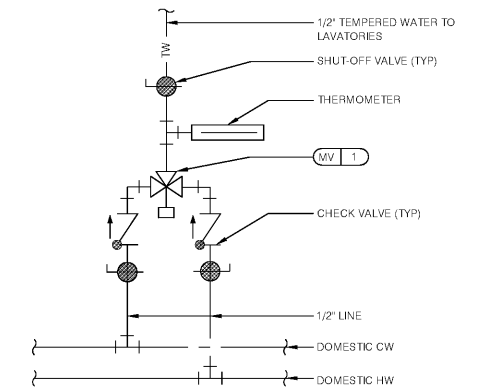 1/2" TEMPERED WATER TO
LAVATORIES
TW
SHUT-OFF VALVE (TYP)
THERMOMETER
MV 1
CHECK VALVE (TYP)
1/2" LINE
DOMESTIC CW
DOMESTIC HW